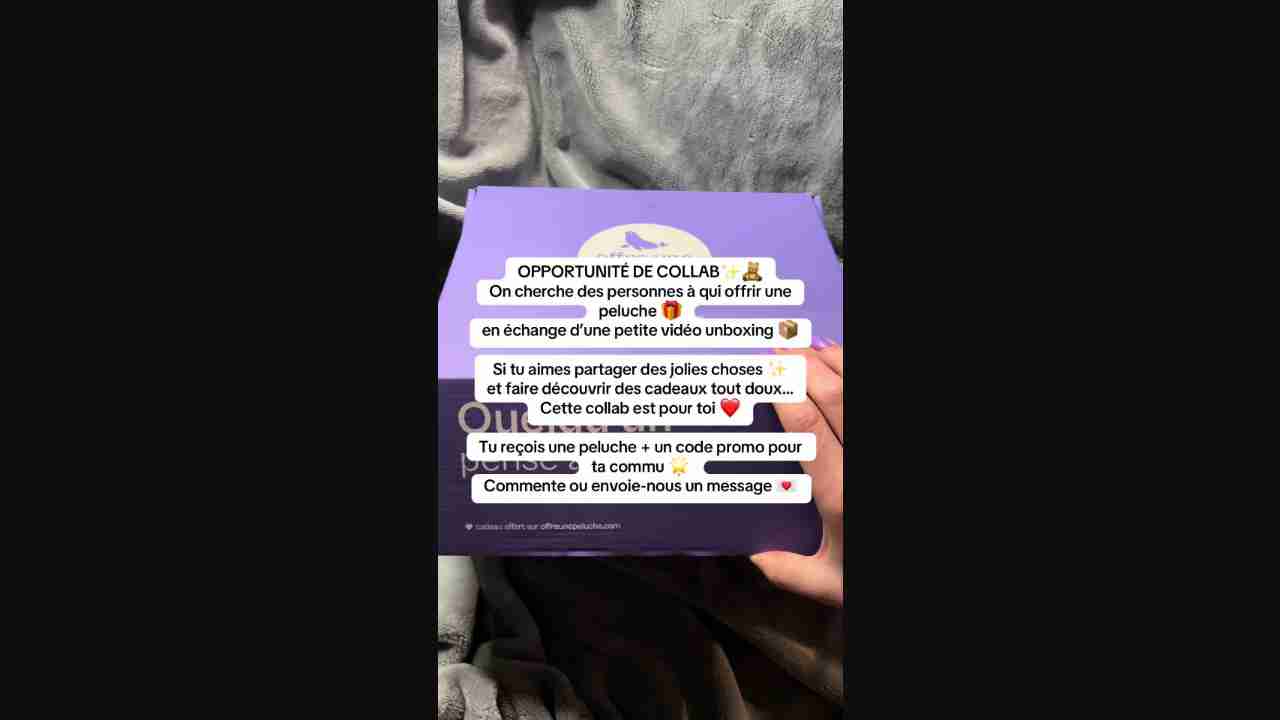 OPPORTUNITÉ DE COLLAB✨🧸
On cherche des personnes à qui offrir une
peluche 🎁
en échange d’une petite vidéo unboxing 📦
Si tu aimes partager des jolies choses ✨
et faire découvrir des cadeaux tout doux...
Cette collab est pour toi ❤️
Tu reçois une peluche + un code promo pour
ta commu 🌟
Commente ou envoie-nous un message 💌
cadeau offert sur offreunepeluche.com